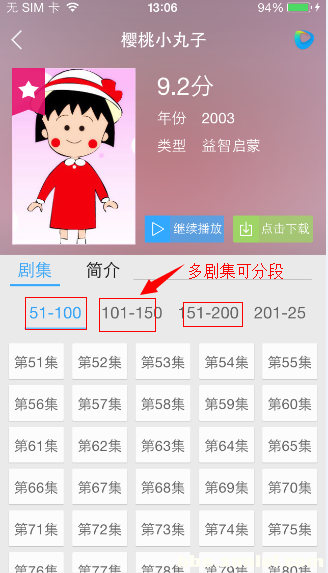 无 SIM 卡 13:06 94%
樱桃小丸子
9.2分
年份 2003
类型 益智启蒙
继续播放 点击下载
剧集 简介 多剧集可分段
51-100 101-150 151-200 201-25
第51集 第52集 第53集 第54集 第55集
第56集 第57集 第58集 第59集 第60集
第61集 第62集 第63集 第64集 第65集
第66集 第67集 第68集 第69集 第70集
第71集 第72集 第73集 第74集 第75集
第76集 第77集 第78集 第79集 第80集